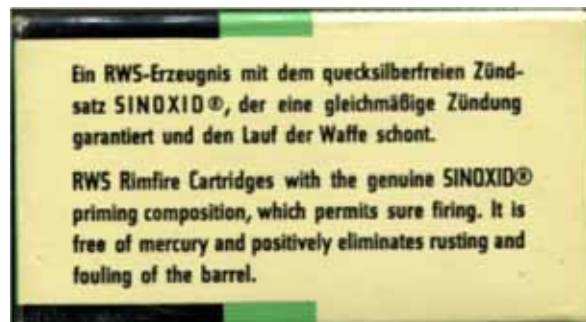 Ein RWS-Erzeugnis mit dem quecksilberfreien Zünd-
satz SINOXID®, der eine gleichmäßige Zündung
garantiert und den Lauf der Waffe schont.
RWS Rimfire Cartridges with the genuine SINOXID®
priming composition, which permits sure firing. It is
free of mercury and positively eliminates rusting and
fouling of the barrel.